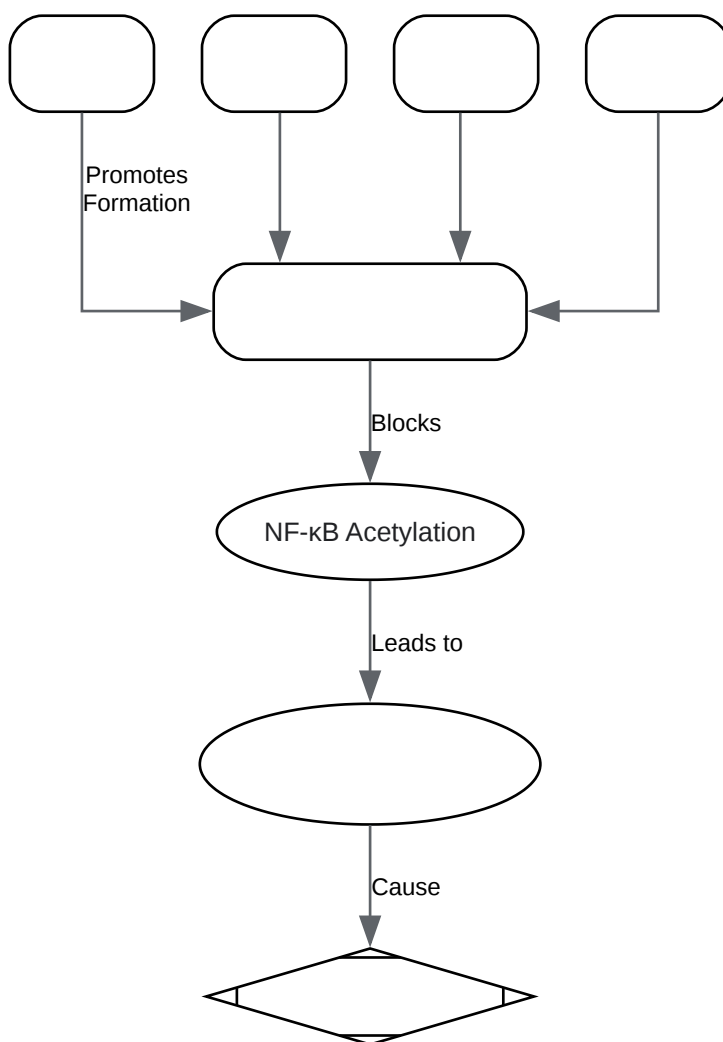 Promotes
Formation
Blocks
NF-κB Acetylation
Leads to
Cause